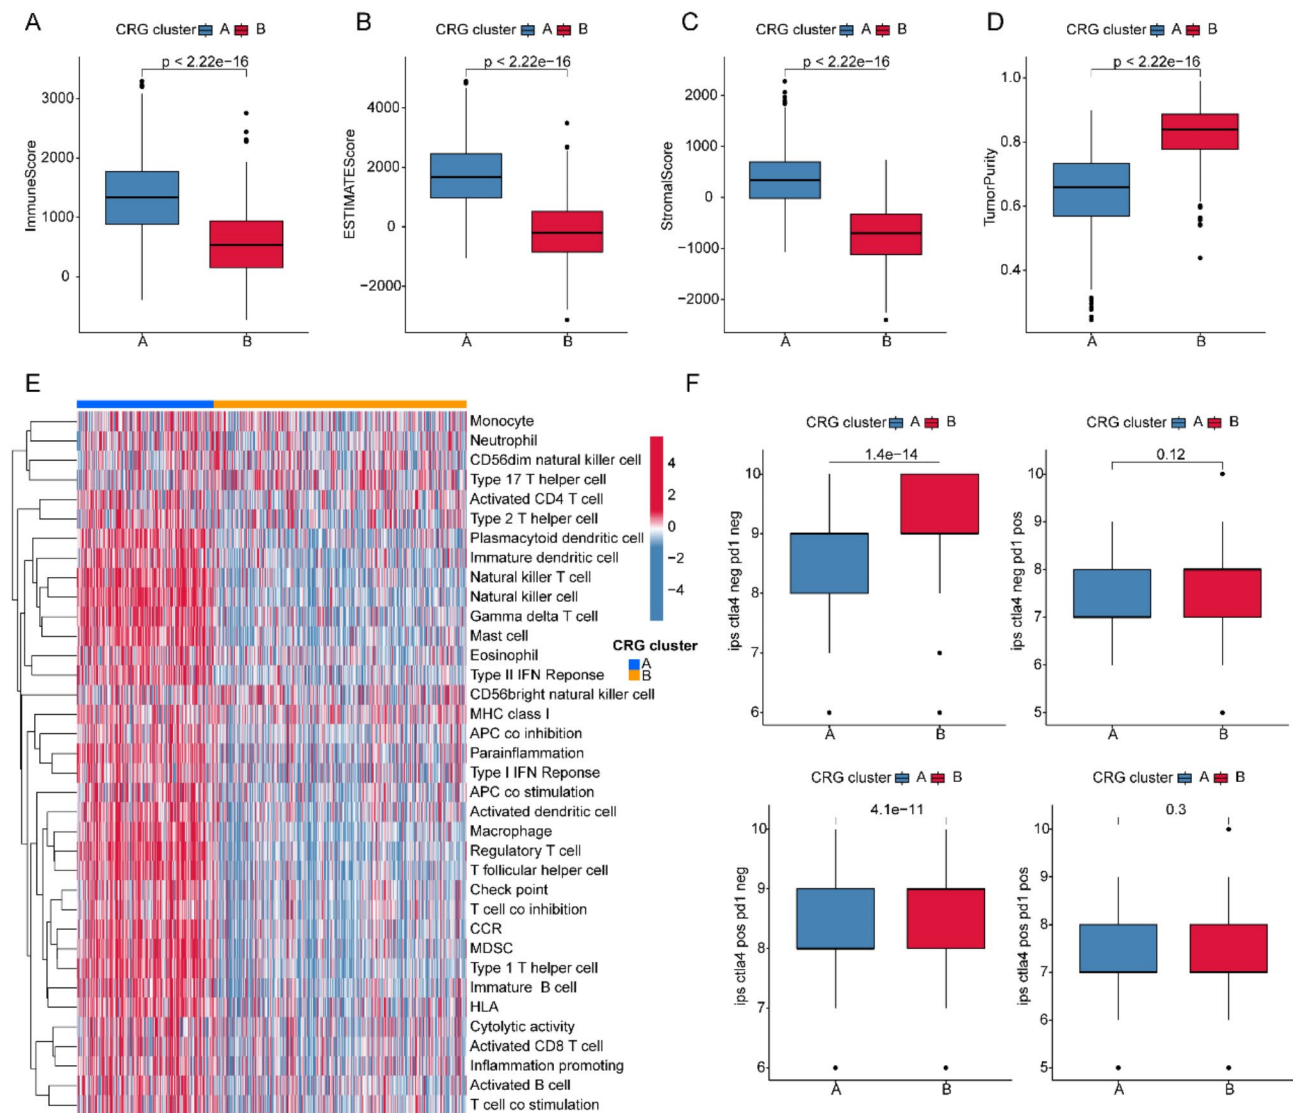 A
CRG cluster A B
p < 2.22e−16
ImmuneScore
3000
2000
1000
0
A
B
B
CRG cluster A B
p < 2.22e−16
ESTIMATEScore
4000
2000
0
−2000
A
B
C
CRG cluster A B
p < 2.22e−16
StromalScore
2000
1000
0
−1000
−2000
A
B
D
CRG cluster A B
p < 2.22e−16
TumorPurity
1.0
0.8
0.6
0.4
A
B
E
Monocyte
Neutrophil
CD56dim natural killer cell
Type 17 T helper cell
Activated CD4 T cell
Type 2 T helper cell
Plasmacytoid dendritic cell
Immature dendritic cell
Natural killer T cell
Natural killer cell
Gamma delta T cell
Mast cell
Eosinophil
Type II IFN Reponse
CD56bright natural killer cell
MHC class I
APC co inhibition
Parainflammation
Type I IFN Reponse
APC co stimulation
Activated dendritic cell
Macrophage
Regulatory T cell
T follicular helper cell
Check point
T cell co inhibition
CCR
MDSC
Type 1 T helper cell
Immature B cell
HLA
Cytolytic activity
Activated CD8 T cell
Inflammation promoting
Activated B cell
T cell co stimulation
4
2
0
−2
−4
CRG cluster
A
B
F
CRG cluster A B
1.4e−14
ips ctla4 neg pd1 neg
10
9
8
7
6
A
B
CRG cluster A B
0.12
ips ctla4 neg pd1 pos
10
9
8
7
6
5
A
B
CRG cluster A B
4.1e−11
ips ctla4 pos pd1 neg
10
9
8
7
6
A
B
CRG cluster A B
0.3
ips ctla4 pos pd1 pos
10
9
8
7
6
5
A
B